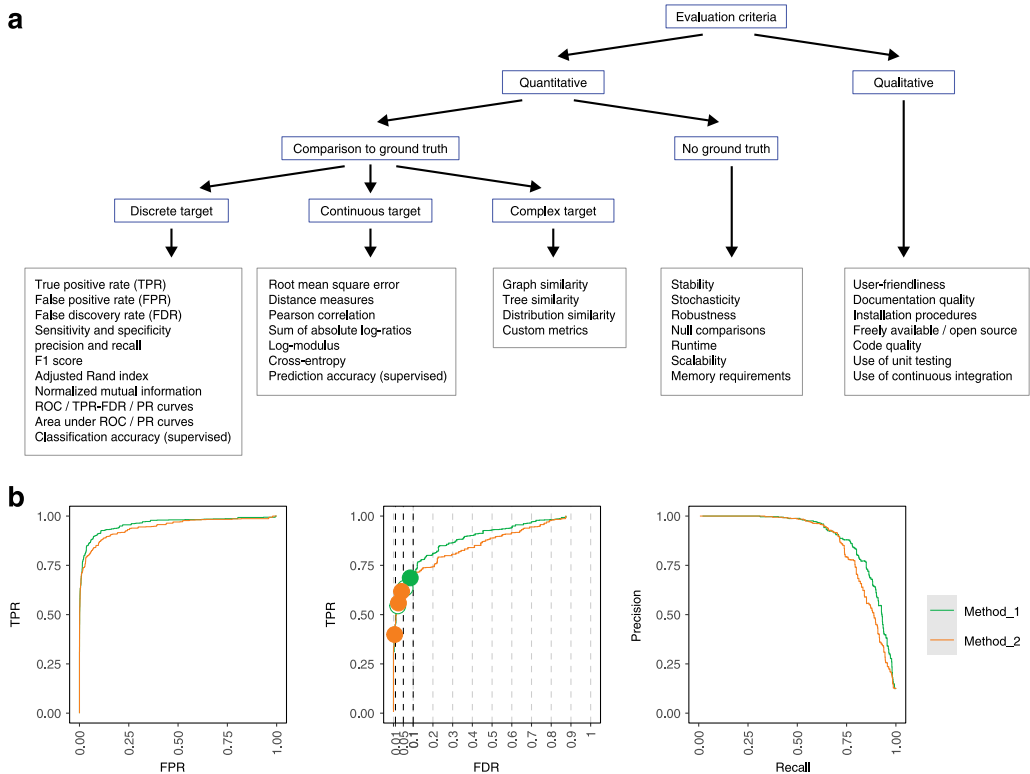 a
Evaluation criteria
Quantitative
Qualitative
Comparison to ground truth
No ground truth
Discrete target
Continuous target
Complex target
True positive rate (TPR)
False positive rate (FPR)
False discovery rate (FDR)
Sensitivity and specificity
precision and recall
F1 score
Adjusted Rand index
Normalized mutual information
ROC / TPR-FDR / PR curves
Area under ROC / PR curves
Classification accuracy (supervised)
Root mean square error
Distance measures
Pearson correlation
Sum of absolute log-ratios
Log-modulus
Cross-entropy
Prediction accuracy (supervised)
Graph similarity
Tree similarity
Distribution similarity
Custom metrics
Stability
Stochasticity
Robustness
Null comparisons
Runtime
Scalability
Memory requirements
User-friendliness
Documentation quality
Installation procedures
Freely available / open source
Code quality
Use of unit testing
Use of continuous integration
b
TPR
1.00
0.75
0.50
0.25
0.00
0.00
0.25
0.50
0.75
1.00
FPR
TPR
1.00
0.75
0.50
0.25
0.00
0.01
0.05
0.1
0.2
0.3
0.4
0.5
0.6
0.7
0.8
0.9
1
FDR
Precision
1.00
0.75
0.50
0.25
0.00
0.00
0.25
0.50
0.75
1.00
Recall
Method_1
Method_2